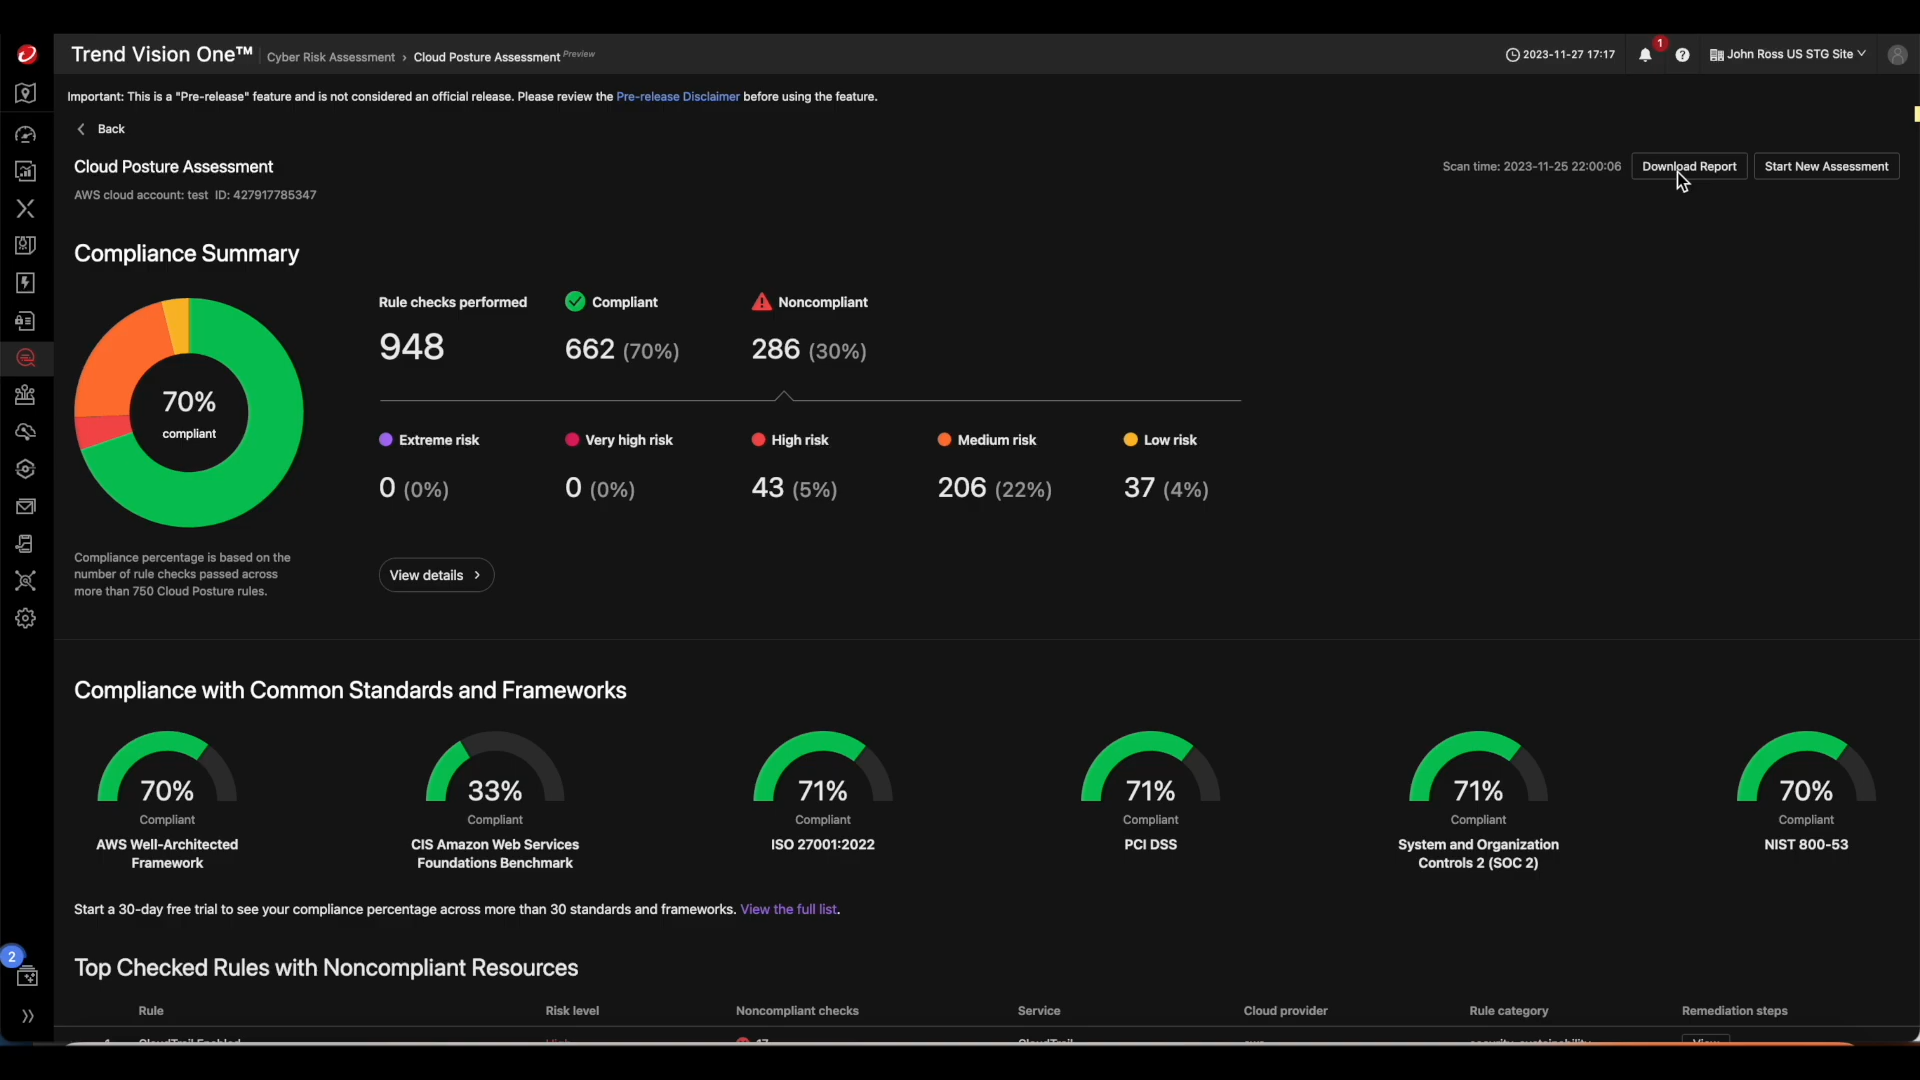 Trend Vision One™ Cyber Risk Assessment › Cloud Posture Assessment Preview
2023-11-27 17:17 1 John Ross US STG Site
Important: This is a "Pre-release" feature and is not considered an official release. Please review the Pre-release Disclaimer before using the feature.
Back
Cloud Posture Assessment
Scan time: 2023-11-25 22:00:06 Download Report Start New Assessment
AWS cloud account: test ID: 427917785347
Compliance Summary
Rule checks performed Compliant Noncompliant
948 662 (70%) 286 (30%)
70%
compliant
Extreme risk Very high risk High risk Medium risk Low risk
0 (0%) 0 (0%) 43 (5%) 206 (22%) 37 (4%)
Compliance percentage is based on the
number of rule checks passed across
more than 750 Cloud Posture rules.
View details
Compliance with Common Standards and Frameworks
70% 33% 71% 71% 71% 70%
Compliant Compliant Compliant Compliant Compliant Compliant
AWS Well-Architected CIS Amazon Web Services ISO 27001:2022 PCI DSS System and Organization NIST 800-53
Framework Foundations Benchmark Controls 2 (SOC 2)
Start a 30-day free trial to see your compliance percentage across more than 30 standards and frameworks. View the full list.
2
Top Checked Rules with Noncompliant Resources
Rule Risk level Noncompliant checks Service Cloud provider Rule category Remediation steps